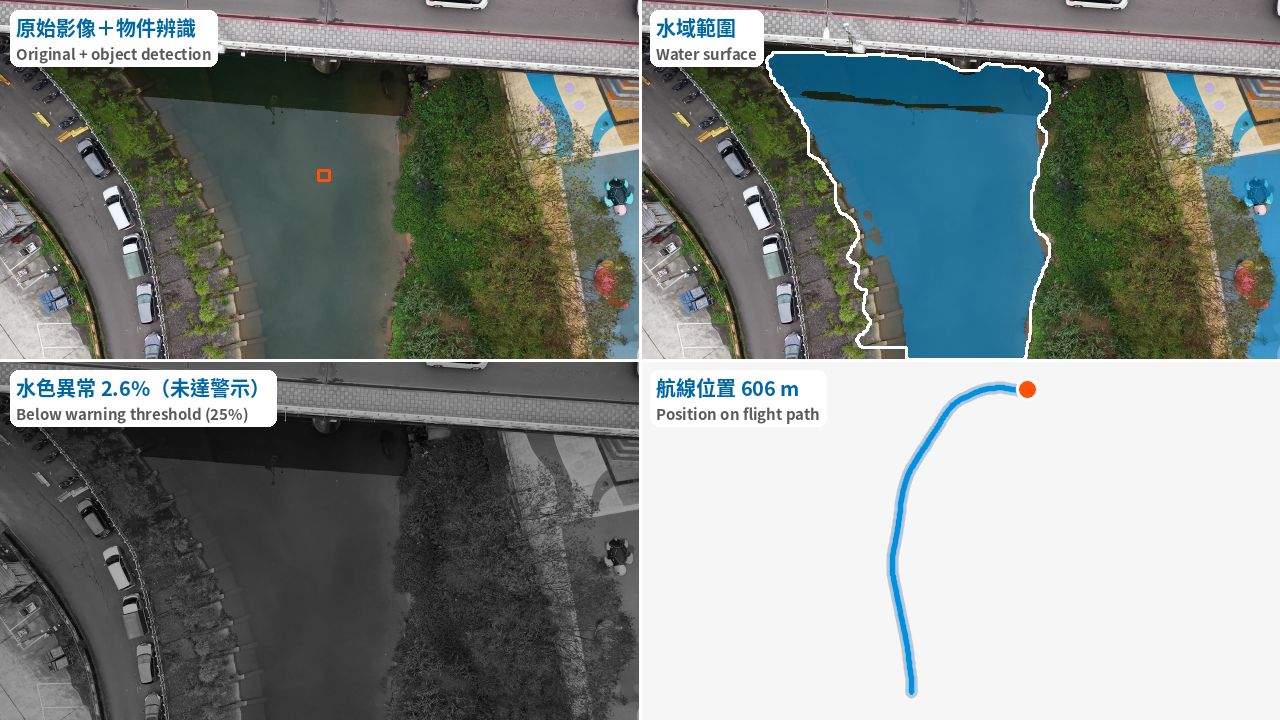 原始影像＋物件辨識
Original + object detection
水域範圍
Water surface
水色異常 2.6%（未達警示）
Below warning threshold (25%)
航線位置 606 m
Position on flight path